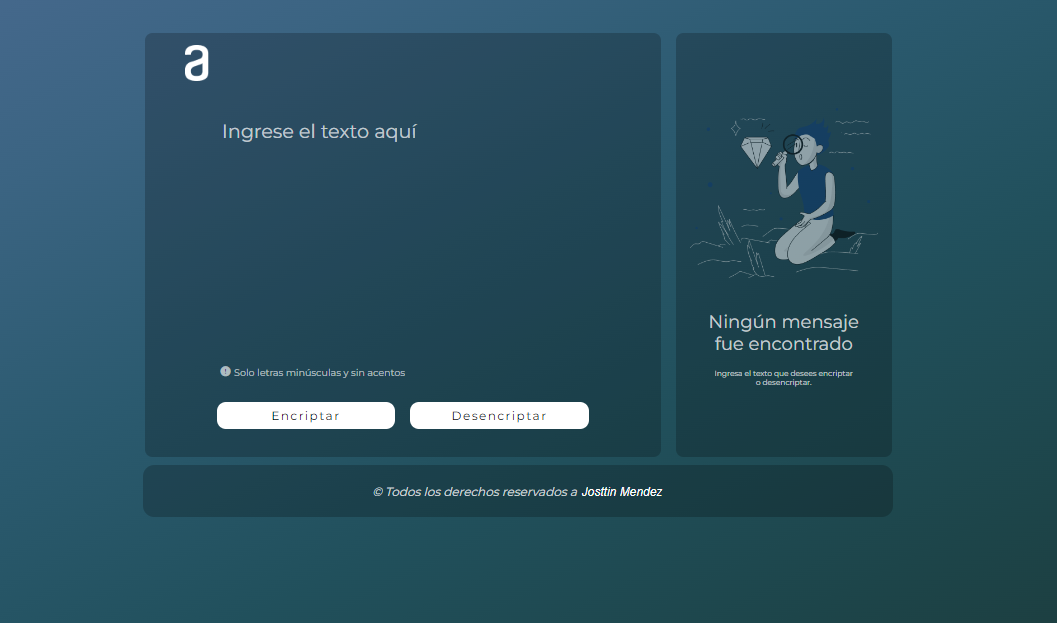 a
Ingrese el texto aquí
Solo letras minúsculas y sin acentos
Encriptar
Desencriptar
Ningún mensaje
fue encontrado
Ingresa el texto que desees encriptar
o desencriptar.
© Todos los derechos reservados a Josttin Mendez